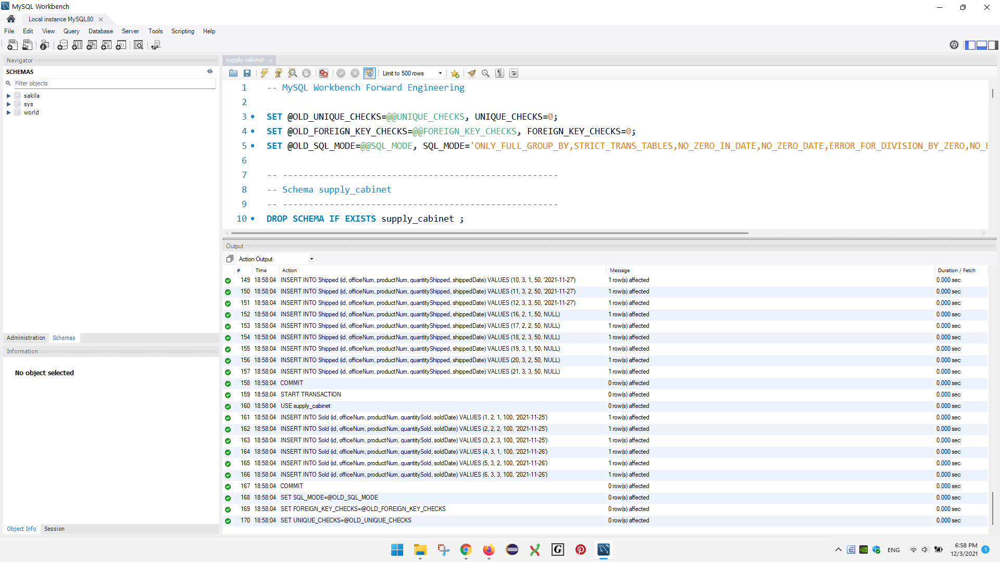 MySQL Workbench
Local instance MySQL80
File Edit View Query Database Server Tools Scripting Help
Navigator
SCHEMAS
Filter objects
sakila
sys
world
Administration Schemas
Information
No object selected
Object Info Session
supply cabinet
Limit to 500 rows
1 -- MySQL Workbench Forward Engineering
2
3 SET @OLD_UNIQUE_CHECKS=@@UNIQUE_CHECKS, UNIQUE_CHECKS=0;
4 SET @OLD_FOREIGN_KEY_CHECKS=@@FOREIGN_KEY_CHECKS, FOREIGN_KEY_CHECKS=0;
5 SET @OLD_SQL_MODE=@@SQL_MODE, SQL_MODE='ONLY_FULL_GROUP_BY,STRICT_TRANS_TABLES,NO_ZERO_IN_DATE,NO_ZERO_DATE,ERROR_FOR_DIVISION_BY_ZERO,NO_E
6
7 -- -----------------------------------------------------
8 -- Schema supply_cabinet
9 -- -----------------------------------------------------
10 DROP SCHEMA IF EXISTS supply_cabinet ;
Output
Action Output
# Time Action Message Duration / Fetch
149 18:58:04 INSERT INTO Shipped (id, officeNum, productNum, quantityShipped, shippedDate) VALUES (10, 3, 1, 50, '2021-11-27') 1 row(s) affected 0.000 sec
150 18:58:04 INSERT INTO Shipped (id, officeNum, productNum, quantityShipped, shippedDate) VALUES (11, 3, 2, 50, '2021-11-27') 1 row(s) affected 0.000 sec
151 18:58:04 INSERT INTO Shipped (id, officeNum, productNum, quantityShipped, shippedDate) VALUES (12, 3, 3, 50, '2021-11-27') 1 row(s) affected 0.000 sec
152 18:58:04 INSERT INTO Shipped (id, officeNum, productNum, quantityShipped, shippedDate) VALUES (16, 2, 1, 50, NULL) 1 row(s) affected 0.000 sec
153 18:58:04 INSERT INTO Shipped (id, officeNum, productNum, quantityShipped, shippedDate) VALUES (17, 2, 2, 50, NULL) 1 row(s) affected 0.000 sec
154 18:58:04 INSERT INTO Shipped (id, officeNum, productNum, quantityShipped, shippedDate) VALUES (18, 2, 3, 50, NULL) 1 row(s) affected 0.000 sec
155 18:58:04 INSERT INTO Shipped (id, officeNum, productNum, quantityShipped, shippedDate) VALUES (19, 3, 1, 50, NULL) 1 row(s) affected 0.000 sec
156 18:58:04 INSERT INTO Shipped (id, officeNum, productNum, quantityShipped, shippedDate) VALUES (20, 3, 2, 50, NULL) 1 row(s) affected 0.000 sec
157 18:58:04 INSERT INTO Shipped (id, officeNum, productNum, quantityShipped, shippedDate) VALUES (21, 3, 3, 50, NULL) 1 row(s) affected 0.000 sec
158 18:58:04 COMMIT 0 row(s) affected 0.000 sec
159 18:58:04 START TRANSACTION 0 row(s) affected 0.000 sec
160 18:58:04 USE supply_cabinet 0 row(s) affected 0.000 sec
161 18:58:04 INSERT INTO Sold (id, officeNum, productNum, quantitySold, soldDate) VALUES (1, 2, 1, 100, '2021-11-25') 1 row(s) affected 0.000 sec
162 18:58:04 INSERT INTO Sold (id, officeNum, productNum, quantitySold, soldDate) VALUES (2, 2, 2, 100, '2021-11-25') 1 row(s) affected 0.000 sec
163 18:58:04 INSERT INTO Sold (id, officeNum, productNum, quantitySold, soldDate) VALUES (3, 2, 3, 100, '2021-11-25') 1 row(s) affected 0.000 sec
164 18:58:04 INSERT INTO Sold (id, officeNum, productNum, quantitySold, soldDate) VALUES (4, 3, 1, 100, '2021-11-26') 1 row(s) affected 0.000 sec
165 18:58:04 INSERT INTO Sold (id, officeNum, productNum, quantitySold, soldDate) VALUES (5, 3, 2, 100, '2021-11-26') 1 row(s) affected 0.000 sec
166 18:58:04 INSERT INTO Sold (id, officeNum, productNum, quantitySold, soldDate) VALUES (6, 3, 3, 100, '2021-11-26') 1 row(s) affected 0.000 sec
167 18:58:04 COMMIT 0 row(s) affected 0.000 sec
168 18:58:04 SET SQL_MODE=@OLD_SQL_MODE 0 row(s) affected 0.000 sec
169 18:58:04 SET FOREIGN_KEY_CHECKS=@OLD_FOREIGN_KEY_CHECKS 0 row(s) affected 0.000 sec
170 18:58:04 SET UNIQUE_CHECKS=@OLD_UNIQUE_CHECKS 0 row(s) affected 0.000 sec
G
ENG
6:58 PM
12/3/2021
1